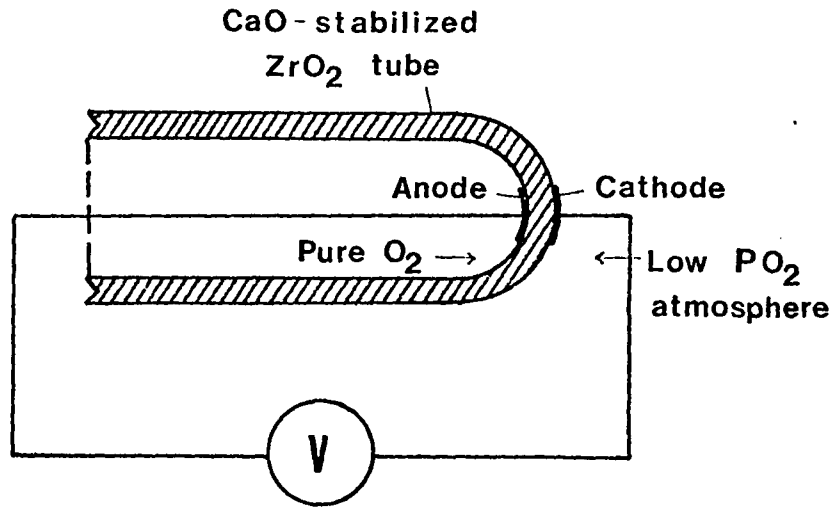 CaO-stabilized
ZrO₂ tube
Anode
Cathode
Pure O₂ →
← Low PO₂
atmosphere
V